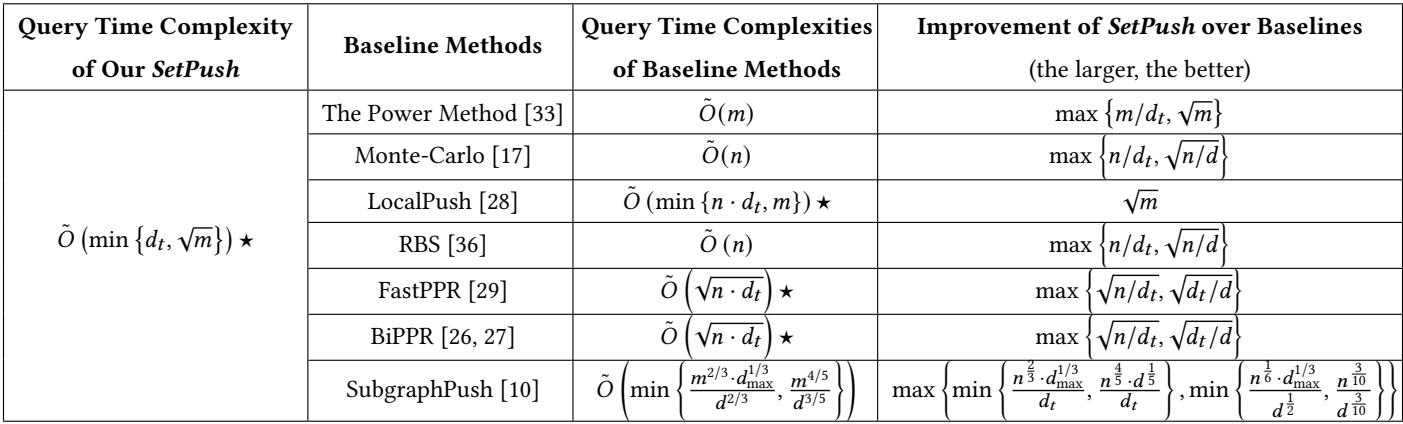 Query Time Complexity of Our SetPush | Baseline Methods | Query Time Complexities of Baseline Methods | Improvement of SetPush over Baselines (the larger, the better)
Õ (min {d_t, √m}) ★
The Power Method [33] | Õ(m) | max {m/d_t, √m}
Monte-Carlo [17] | Õ(n) | max {n/d_t, √(n/d)}
LocalPush [28] | Õ (min {n · d_t, m}) ★ | √m
RBS [36] | Õ (n) | max {n/d_t, √(n/d)}
FastPPR [29] | Õ (√(n · d_t)) ★ | max {√(n/d_t), √(d_t/d)}
BiPPR [26, 27] | Õ (√(n · d_t)) ★ | max {√(n/d_t), √(d_t/d)}
SubgraphPush [10] | Õ (min {m^{2/3}·d_max^{1/3} / d^{2/3}, m^{4/5} / d^{3/5}}) | max {min {n^{2/3}·d_max^{1/3} / d_t, n^{4/5}·d^{1/5} / d_t}, min {n^{1/6}·d_max^{1/3} / d^{1/2}, n^{3/10} / d^{3/10}}}